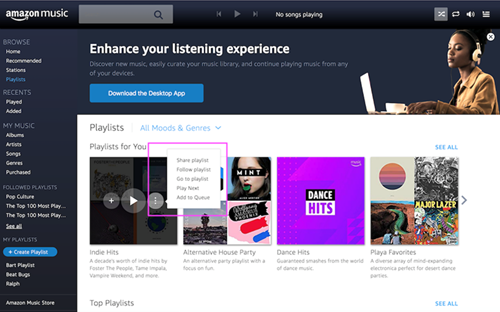 amazon music
No songs playing
BROWSE
Home
Recommended
Stations
Playlists
RECENTS
Played
Added
MY MUSIC
Albums
Artists
Songs
Genres
Purchased
FOLLOWED PLAYLISTS
Pop Culture
The Top 100 Most Play...
The Top 100 Most Play...
See all
MY PLAYLISTS
+ Create Playlist
Bart Playlist
Beat Bugs
Ralph
Amazon Music Store
Enhance your listening experience
Discover new music, easily curate your music library, and continue playing music from any
of your devices.
Download the Desktop App
Playlists
All Moods & Genres
Playlists for You
SEE ALL
Share playlist
Follow playlist
Go to playlist
Play Next
Add to Queue
MINT
DANCE
HITS
MAJOR LAZER
Indie Hits
A decade's worth of indie hits by
Foster The People, Tame Impala,
Vampire Weekend, and more.
Alternative House Party
An alternative party playlist with a
focus on fun.
Dance Hits
Guaranteed smashes from the world
of dance music.
Playa Favorites
A diverse array of mind-expanding
electronica perfect for desert dance
parties.
Top Playlists
SEE ALL